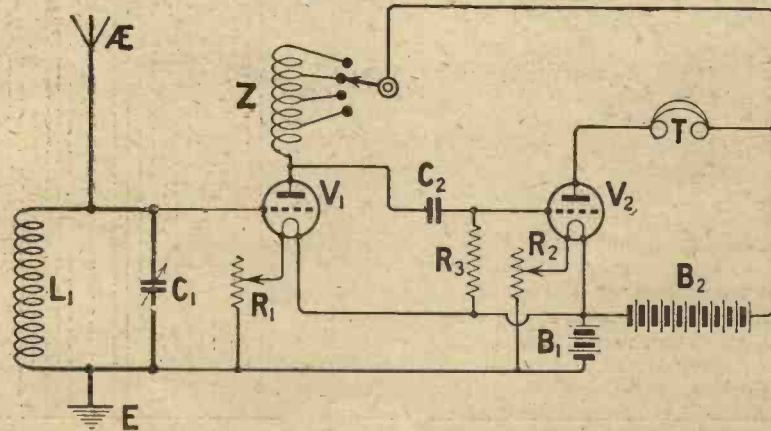 Æ
Z
V₁
C₂
V₂
T
L₁
C₁
R₁
R₃
R₂
B₂
B₁
E